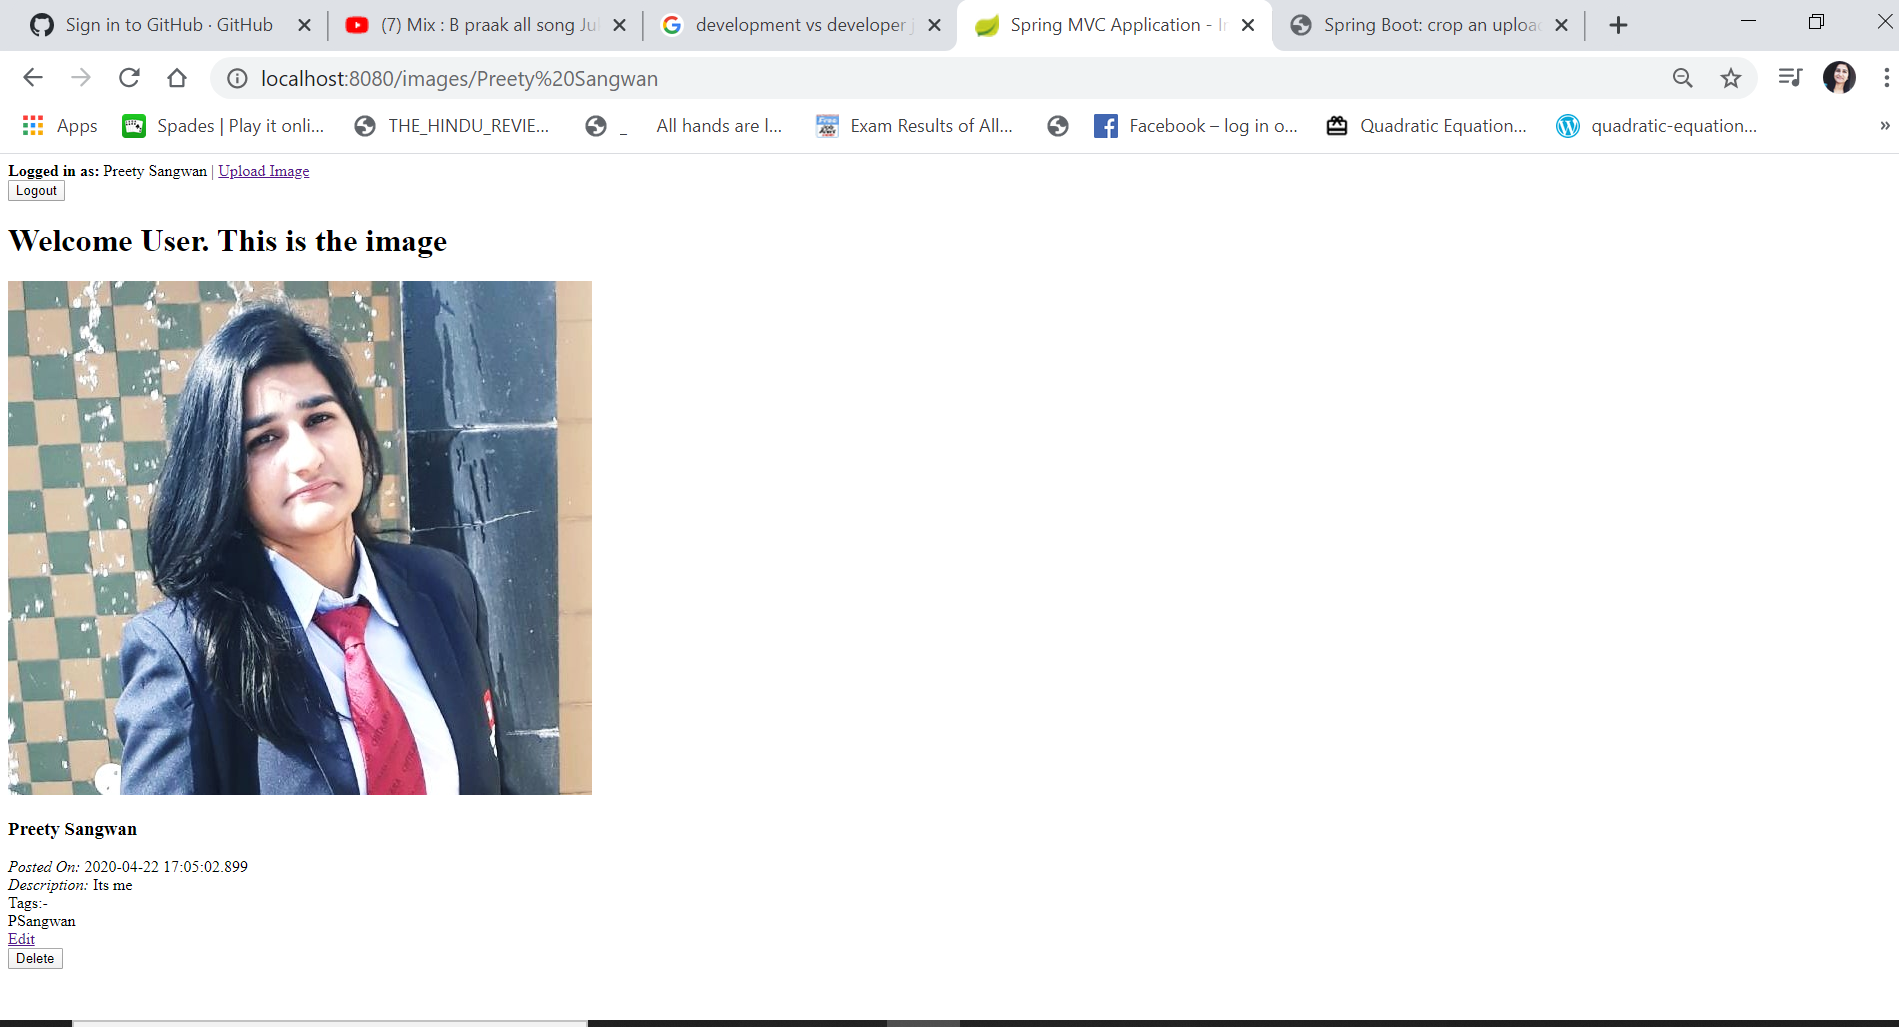 Sign in to GitHub · GitHub
(7) Mix : B praak all song Ju
development vs developer j
Spring MVC Application - In
Spring Boot: crop an uploa
localhost:8080/images/Preety%20Sangwan
Apps
Spades | Play it onli...
THE_HINDU_REVIE...
_
All hands are l...
Exam Results of All...
Facebook – log in o...
Quadratic Equation...
quadratic-equation...
»
Logged in as: Preety Sangwan | Upload Image
Logout
Welcome User. This is the image
Preety Sangwan
Posted On: 2020-04-22 17:05:02.899
Description: Its me
Tags:-
PSangwan
Edit
Delete